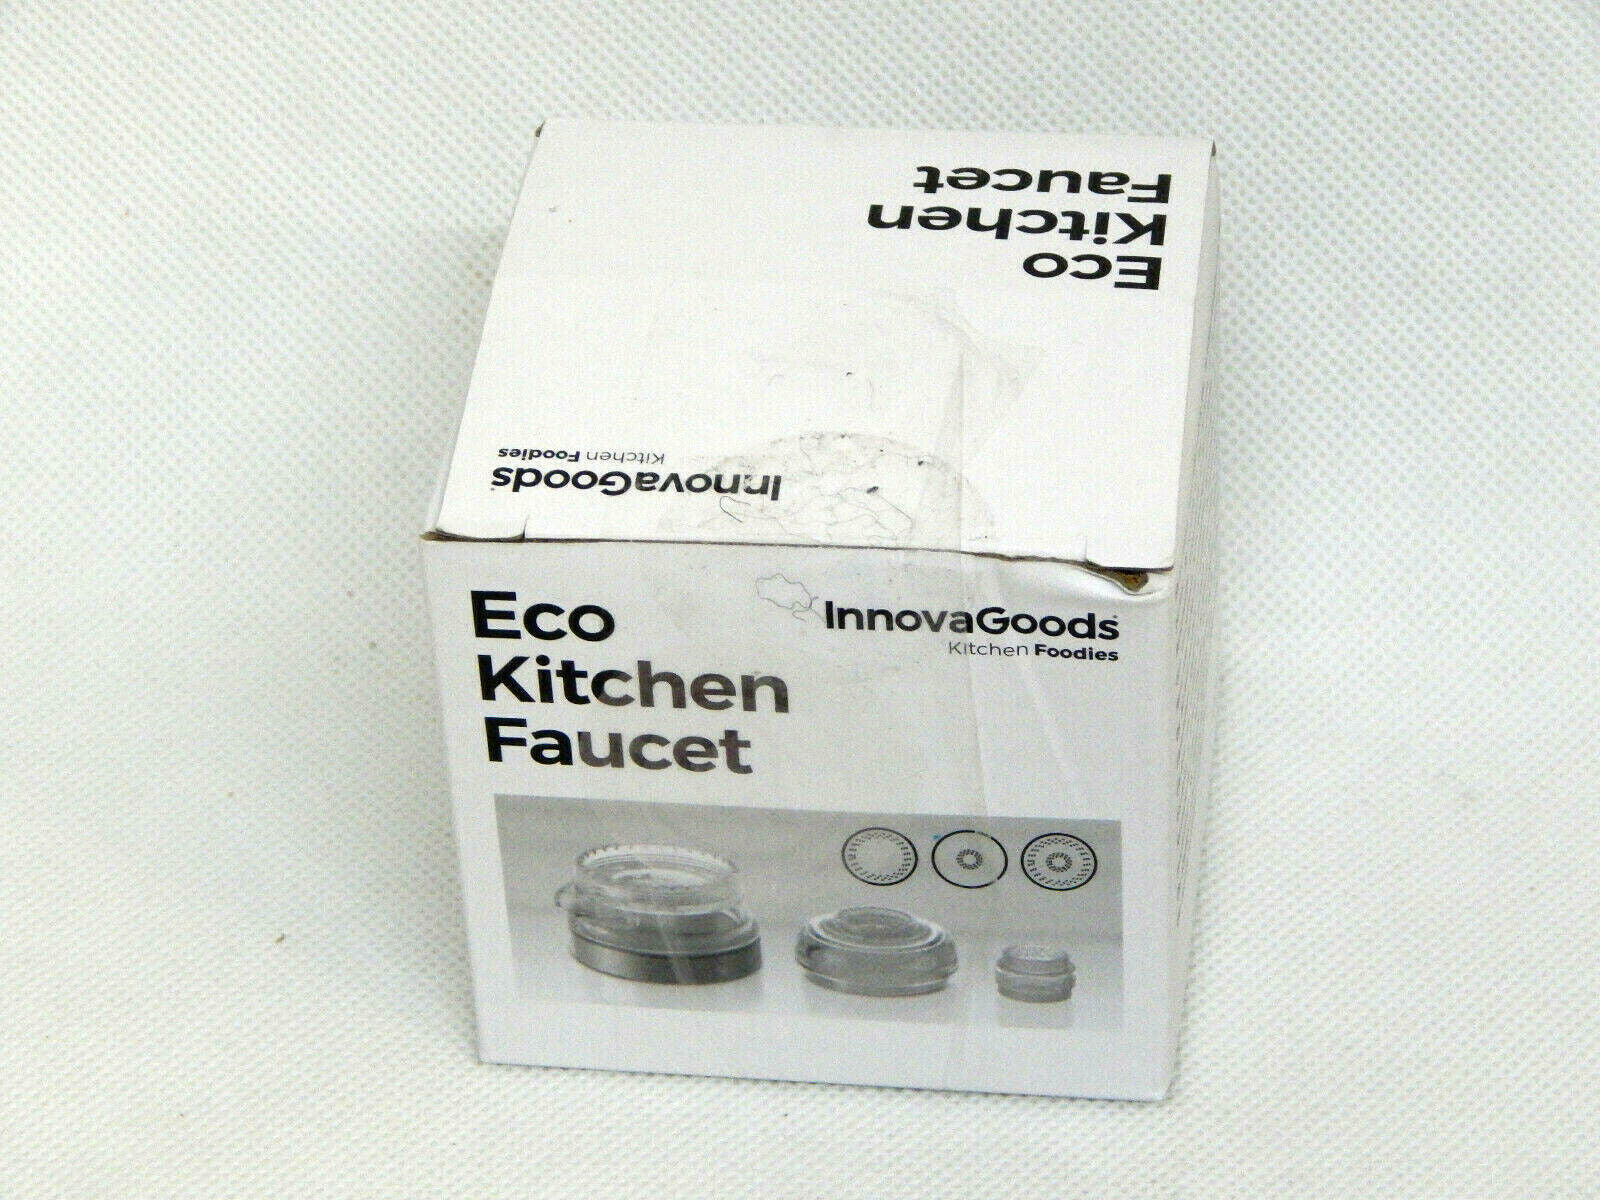 Eco
Kitchen
Faucet
InnovaGoods
Kitchen Foodies
Eco
Kitchen
Faucet
InnovaGoods
Kitchen Foodies